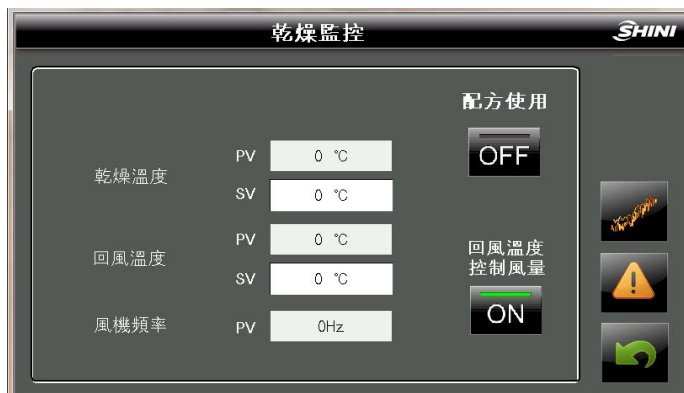 乾燥監控
SHINI
配方使用
OFF
乾燥溫度
PV 0 ℃
SV 0 ℃
回風溫度
PV 0 ℃
SV 0 ℃
回風溫度
控制風量
ON
風機頻率 PV 0Hz